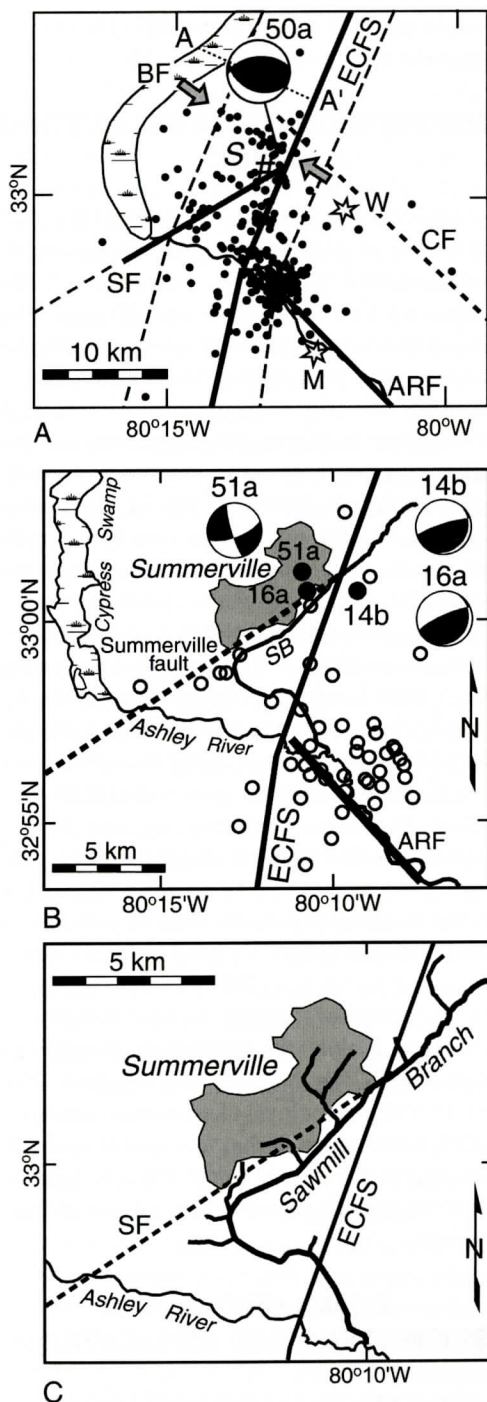 50a
A
BF
A'
ECFS
S
#
33°N
W
CF
SF
10 km
M
ARF
A
80°15'W
80°W
51a
14b
Swamp
Summerville
51a
16a
16a
14b
33°00'N
Cypress
Summerville
fault
SB
N
Ashley River
32°55'N
5 km
ECFS
ARF
B
80°15'W
80°10'W
5 km
Summerville
Branch
33°N
Sawmill
SF
ECFS
N
Ashley River
C
80°10'W